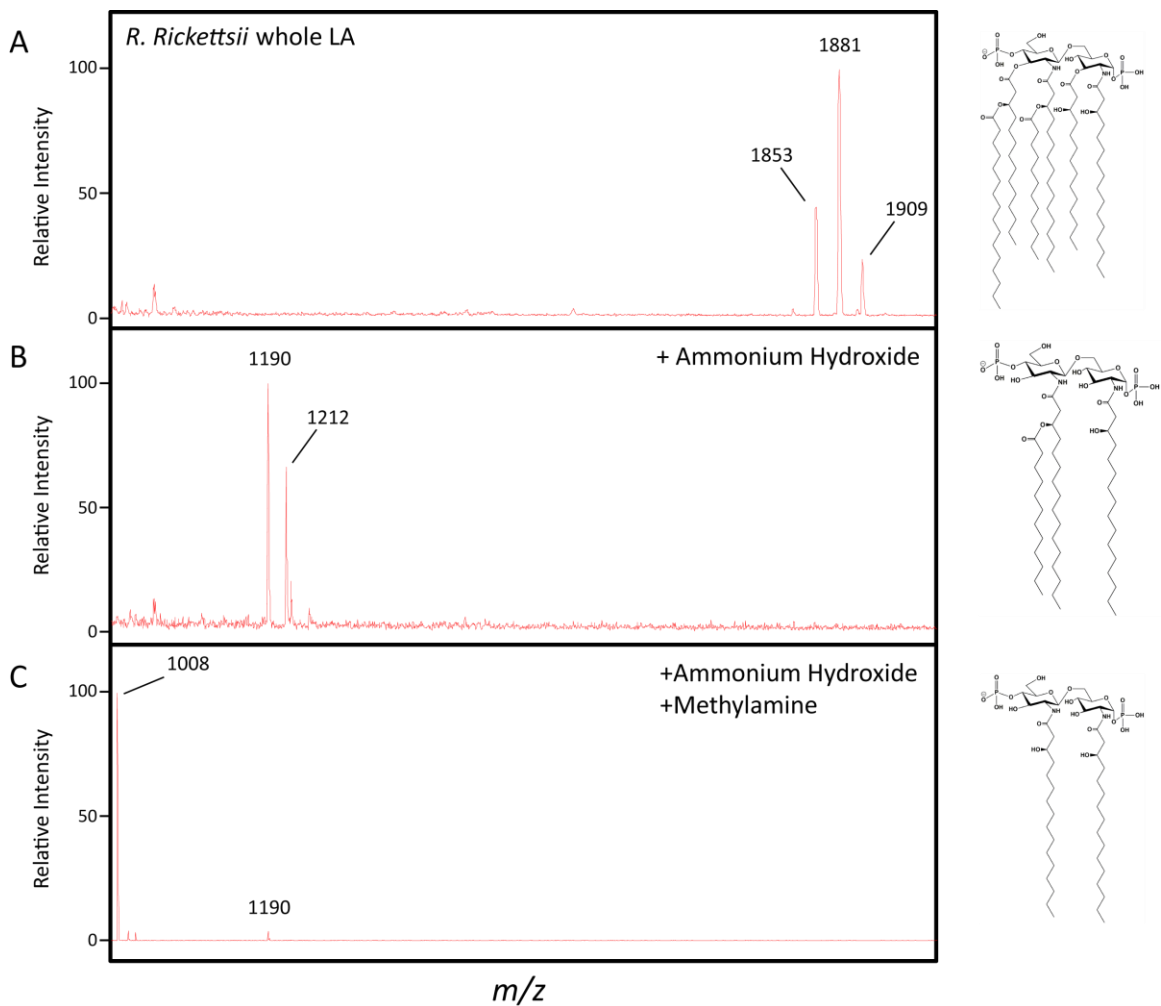 A
R. Rickettsii whole LA
1881
1853
1909
100
50
0
Relative Intensity
B
+ Ammonium Hydroxide
1190
1212
100
50
0
Relative Intensity
C
+Ammonium Hydroxide
+Methylamine
1008
1190
100
50
0
Relative Intensity
m/z